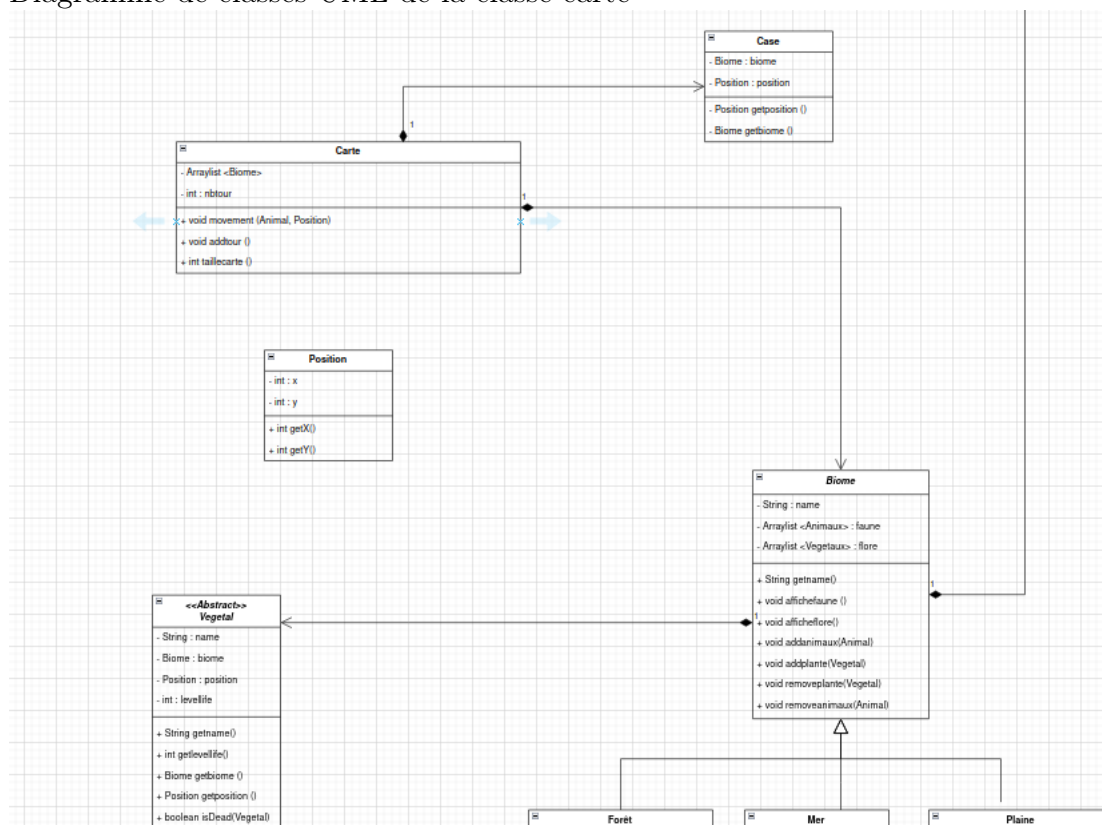 Diagramme de classes UML de la classe carte
Case
- Biome : biome
- Position : position
- Position getposition ()
- Biome getbiome ()
1
Carte
- Arraylist <Biome>
- int : nbtour
+ void movement (Animal, Position)
+ void addtour ()
+ int taillecarte ()
1
Position
- int : x
- int : y
+ int getX()
+ int getY()
Biome
- String : name
- Arraylist <Animaux> : faune
- Arraylist <Vegetaux> : flore
+ String getname()
+ void affichefaune ()
+ void afficheflore()
+ void addanimaux(Animal)
+ void addplante(Vegetal)
+ void removeplante(Vegetal)
+ void removeanimaux(Animal)
1
1
<<Abstract>>
Vegetal
- String : name
- Biome : biome
- Position : position
- int : levellife
+ String getname()
+ int getlevellife()
+ Biome getbiome ()
+ Position getposition ()
+ boolean isDead(Vegetal)
Forêt
Mer
Plaine